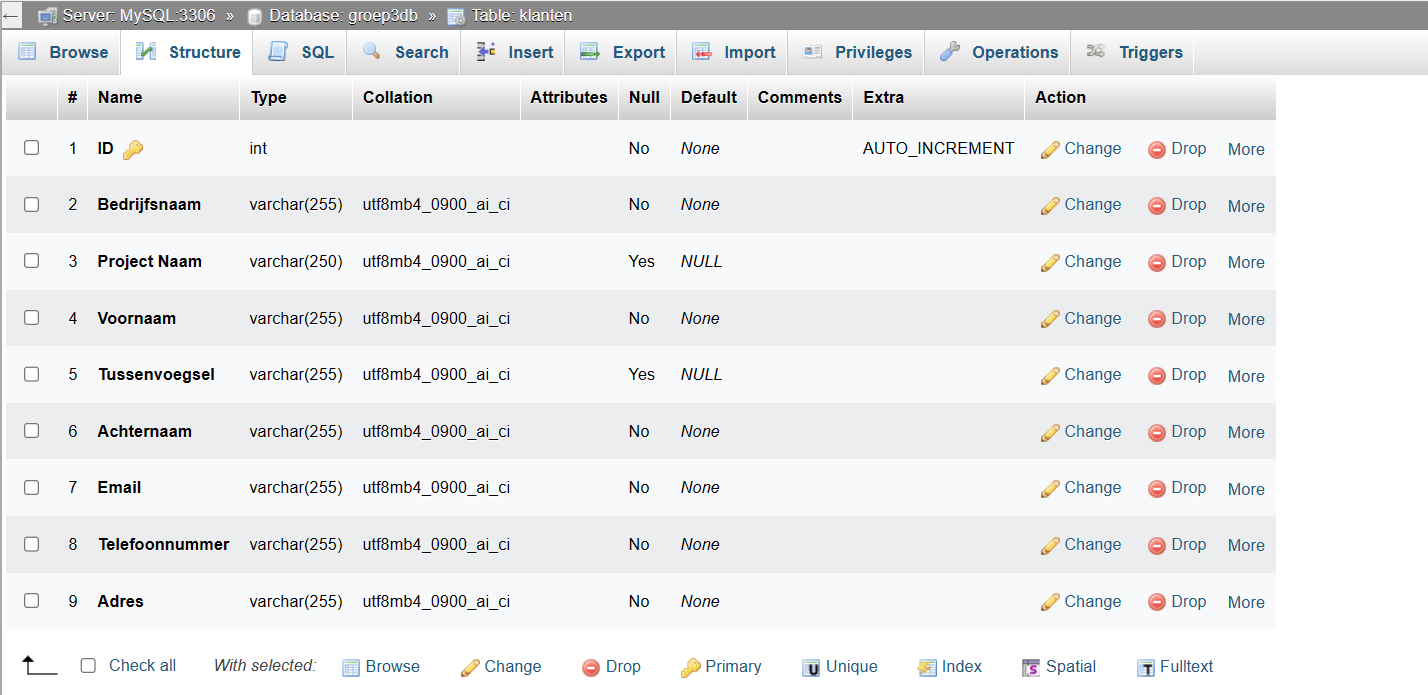 ← Server: MySQL:3306 » Database: groep3db » Table: klanten
Browse Structure SQL Search Insert Export Import Privileges Operations Triggers
# Name Type Collation Attributes Null Default Comments Extra Action
1 ID int No None AUTO_INCREMENT Change Drop More
2 Bedrijfsnaam varchar(255) utf8mb4_0900_ai_ci No None Change Drop More
3 Project Naam varchar(250) utf8mb4_0900_ai_ci Yes NULL Change Drop More
4 Voornaam varchar(255) utf8mb4_0900_ai_ci No None Change Drop More
5 Tussenvoegsel varchar(255) utf8mb4_0900_ai_ci Yes NULL Change Drop More
6 Achternaam varchar(255) utf8mb4_0900_ai_ci No None Change Drop More
7 Email varchar(255) utf8mb4_0900_ai_ci No None Change Drop More
8 Telefoonnummer varchar(255) utf8mb4_0900_ai_ci No None Change Drop More
9 Adres varchar(255) utf8mb4_0900_ai_ci No None Change Drop More
Check all With selected: Browse Change Drop Primary U Unique Index S Spatial T Fulltext